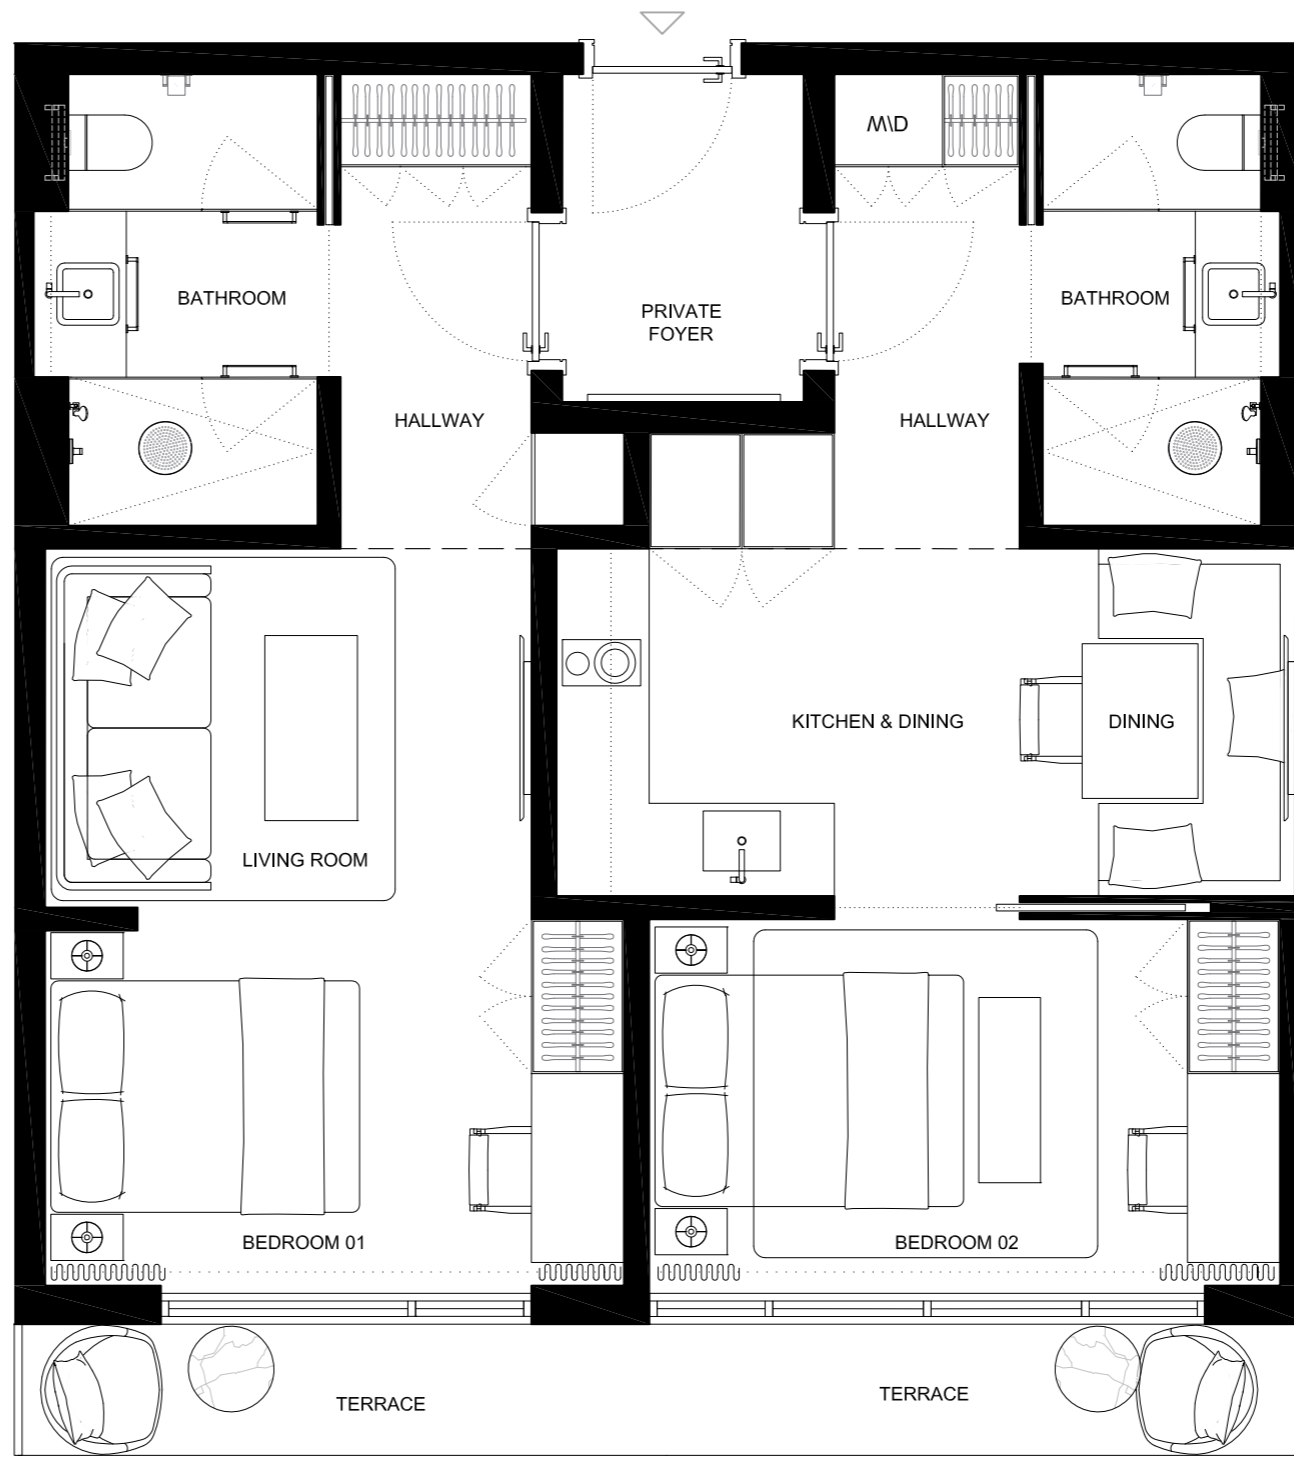 W\D
BATHROOM
PRIVATE
FOYER
BATHROOM
HALLWAY
HALLWAY
KITCHEN & DINING
DINING
LIVING ROOM
BEDROOM 01
BEDROOM 02
TERRACE
TERRACE